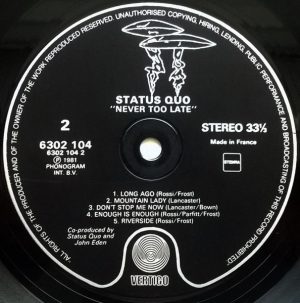 ALL RIGHTS OF THE PRODUCER AND OF THE OWNER OF THE WORK REPRODUCED RESERVED. UNAUTHORISED COPYING, HIRING, LENDING, PUBLIC PERFORMANCE AND BROADCASTING OF THIS RECORD PROHIBITED
STATUS QUO
"NEVER TOO LATE"
2
6302 104
6302 104 2
Ⓟ 1981
PHONOGRAM
INT. B.V.
STEREO 33⅓
Made in France
STEMRA
1. LONG AGO (Rossi/Frost)
2. MOUNTAIN LADY (Lancaster)
3. DON'T STOP ME NOW (Lancaster/Bown)
4. ENOUGH IS ENOUGH (Rossi/Parfitt/Frost)
5. RIVERSIDE (Rossi/Frost)
Co-produced by
Status Quo and
John Eden
VERTIGO